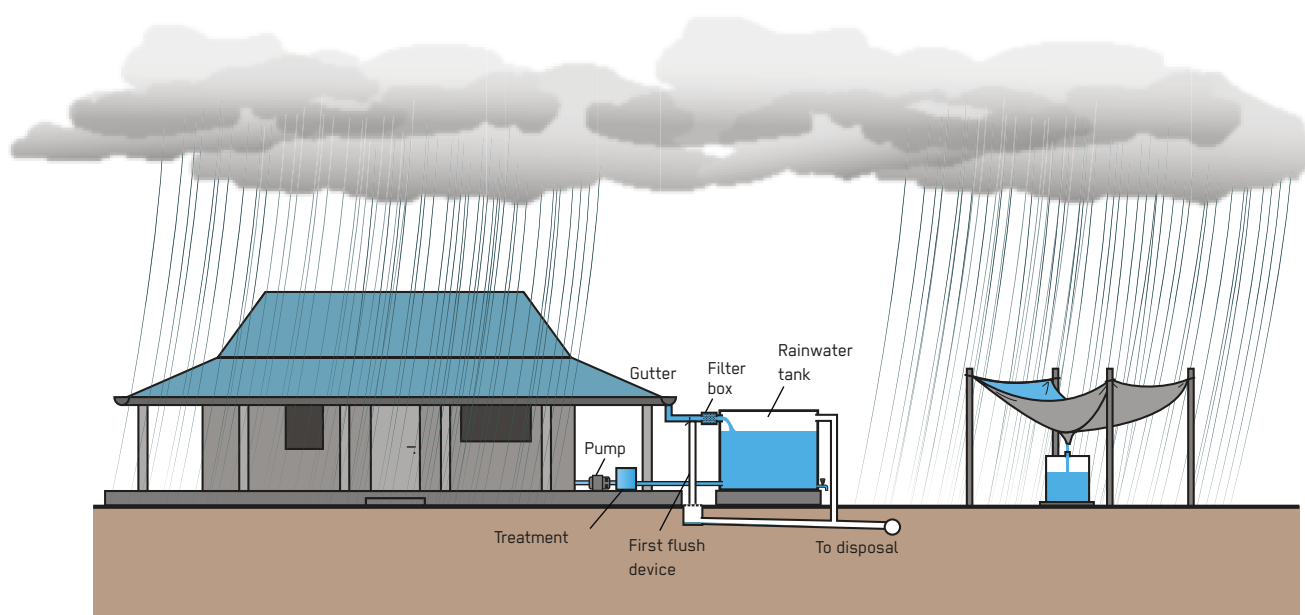 Gutter
Filter
box
Rainwater
tank
Pump
Treatment
First flush
device
To disposal